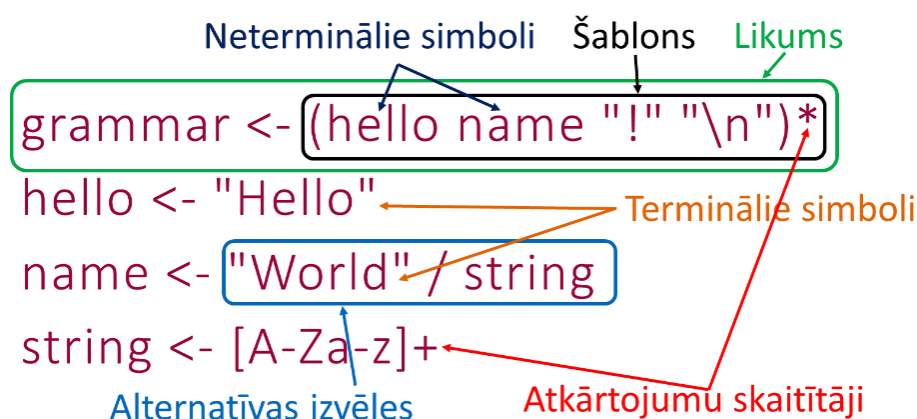 Neterminālie simboli Šablons Likums
grammar <- (hello name "!" "\n")*
hello <- "Hello"
Terminālie simboli
name <- "World" / string
string <- [A-Za-z]+
Alternatīvas izvēles Atkārtojumu skaitītāji